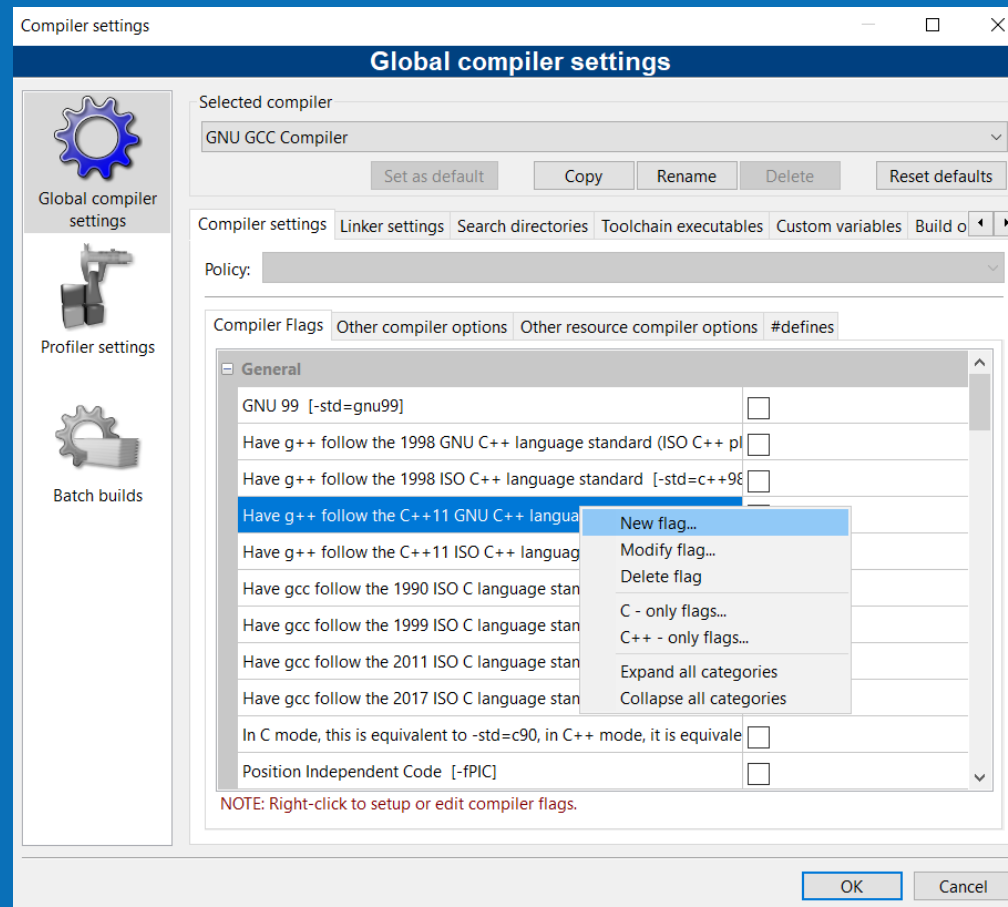 Compiler settings
Global compiler settings
Global compiler
settings
Profiler settings
Batch builds
Selected compiler
GNU GCC Compiler
Set as default
Copy
Rename
Delete
Reset defaults
Compiler settings
Linker settings
Search directories
Toolchain executables
Custom variables
Build o
Policy:
Compiler Flags
Other compiler options
Other resource compiler options
#defines
General
GNU 99 [-std=gnu99]
Have g++ follow the 1998 GNU C++ language standard (ISO C++ pl
Have g++ follow the 1998 ISO C++ language standard [-std=c++98
Have g++ follow the C++11 GNU C++ langua
Have g++ follow the C++11 ISO C++ languag
Have gcc follow the 1990 ISO C language stan
Have gcc follow the 1999 ISO C language stan
Have gcc follow the 2011 ISO C language stan
Have gcc follow the 2017 ISO C language stan
In C mode, this is equivalent to -std=c90, in C++ mode, it is equivale
Position Independent Code [-fPIC]
New flag...
Modify flag...
Delete flag
C - only flags...
C++ - only flags...
Expand all categories
Collapse all categories
NOTE: Right-click to setup or edit compiler flags.
OK
Cancel